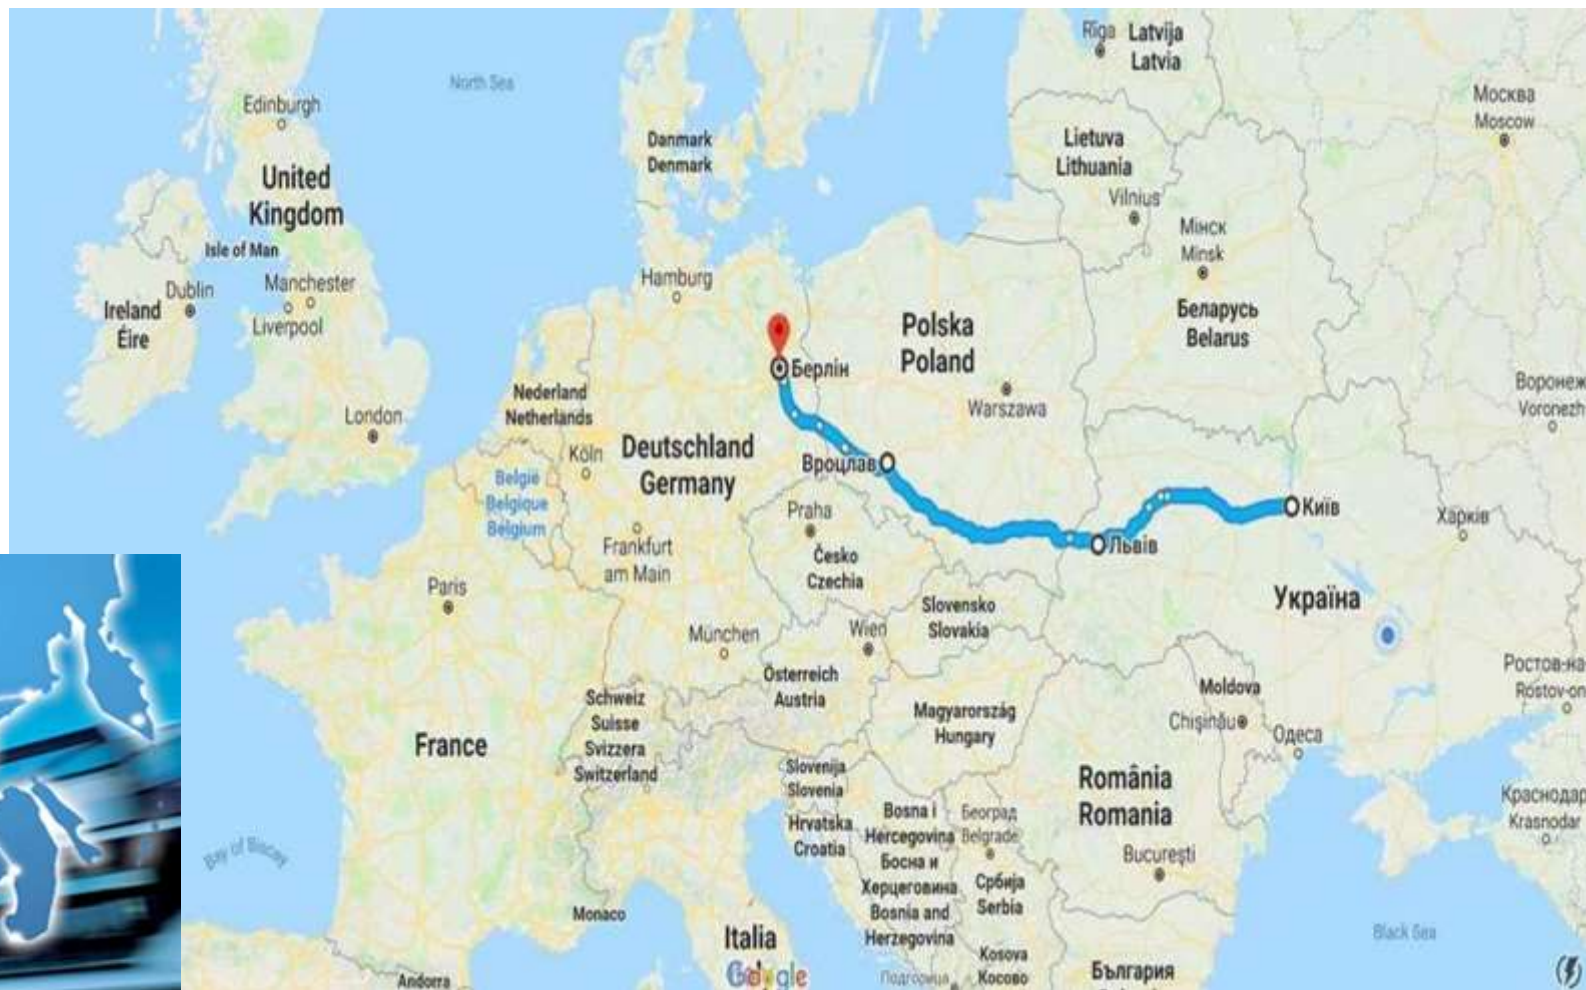 Rīga
Latvija
Latvia
Москва
Moscow
North Sea
Edinburgh
Danmark
Denmark
Lietuva
Lithuania
Vilnius
United
Kingdom
Isle of Man
Мінск
Minsk
Dublin
Manchester
Liverpool
Hamburg
Ireland
Éire
Беларусь
Belarus
Polska
Poland
Берлін
Nederland
Netherlands
Warszawa
Воронеж
Voronezh
London
Köln
Deutschland
Germany
Вроцлав
België
Belgique
Belgium
Praha
Київ
Харків
Львів
Frankfurt
am Main
Česko
Czechia
Paris
Slovensko
Slovakia
Україна
München
Wien
Österreich
Austria
Ростов-на
Rostov-on
Moldova
Chișinău
Одеса
Schweiz
Suisse
Svizzera
Switzerland
Magyarország
Hungary
France
Slovenija
Slovenia
România
Romania
Краснодар
Krasnodar
Hrvatska
Croatia
Bosna i
Hercegovina
Босна и
Херцеговина
Bosnia and
Herzegovina
Београд
Belgrade
București
Bay of Biscay
Србија
Serbia
Monaco
Italia
Google
Black Sea
Kosova
Косово
Подгорица
България
Andorra